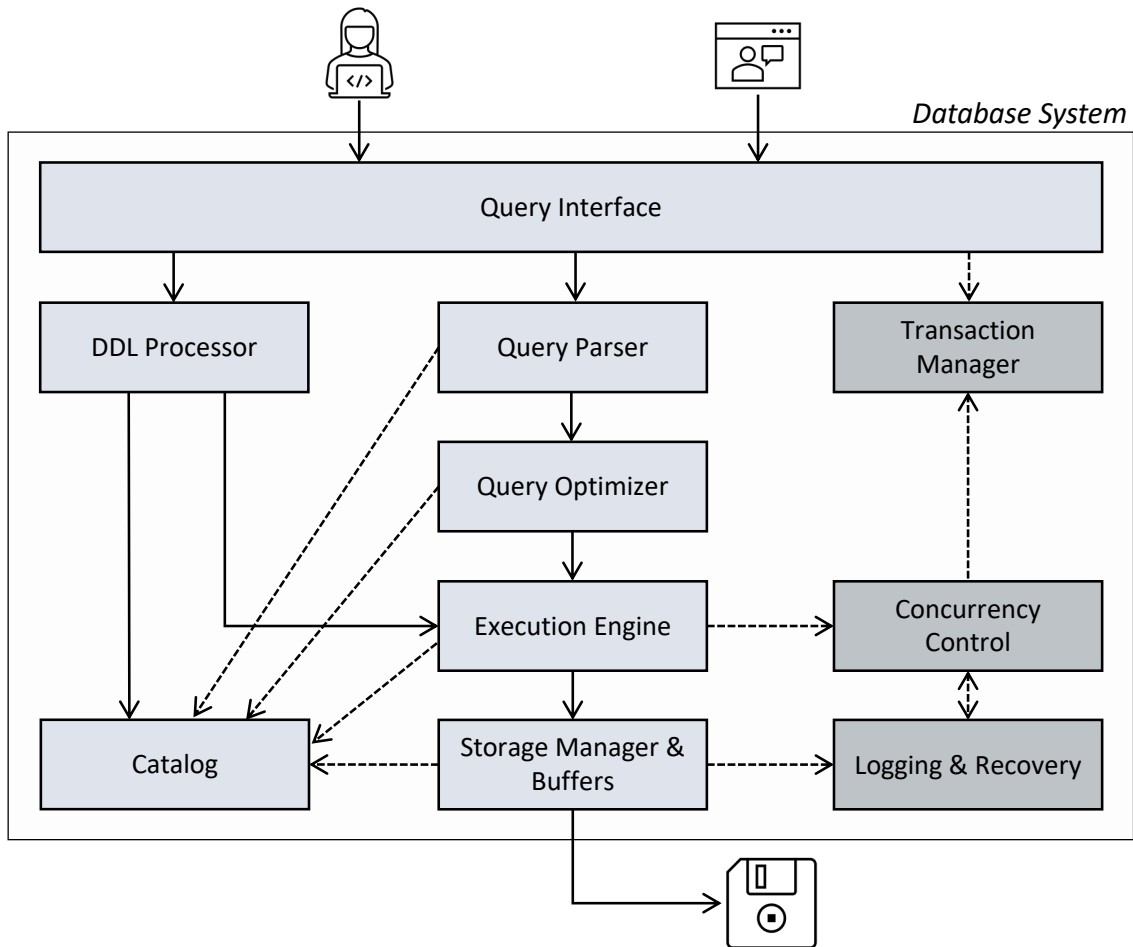 </>
Database System
Query Interface
DDL Processor
Query Parser
Transaction
Manager
Query Optimizer
Execution Engine
Concurrency
Control
Catalog
Storage Manager &
Buffers
Logging & Recovery